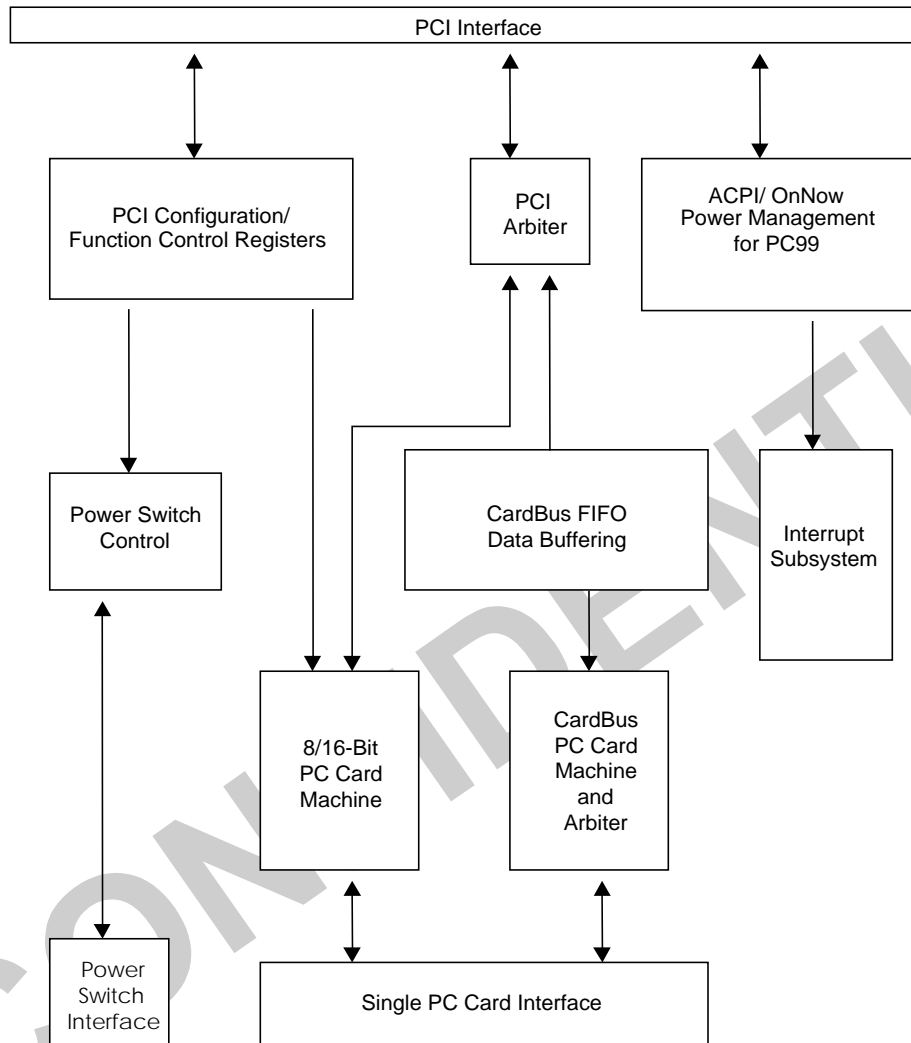 PCI Interface
PCI Configuration/
Function Control Registers
PCI
Arbiter
ACPI/ OnNow
Power Management
for PC99
Power Switch
Control
CardBus FIFO
Data Buffering
Interrupt
Subsystem
8/16-Bit
PC Card
Machine
CardBus
PC Card
Machine
and
Arbiter
Power
Switch
Interface
Single PC Card Interface
CONFIDENTI